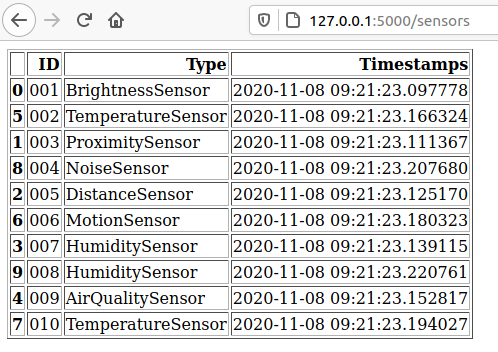 127.0.0.1:5000/sensors
ID Type Timestamps
0 001 BrightnessSensor 2020-11-08 09:21:23.097778
5 002 TemperatureSensor 2020-11-08 09:21:23.166324
1 003 ProximitySensor 2020-11-08 09:21:23.111367
8 004 NoiseSensor 2020-11-08 09:21:23.207680
2 005 DistanceSensor 2020-11-08 09:21:23.125170
6 006 MotionSensor 2020-11-08 09:21:23.180323
3 007 HumiditySensor 2020-11-08 09:21:23.139115
9 008 HumiditySensor 2020-11-08 09:21:23.220761
4 009 AirQualitySensor 2020-11-08 09:21:23.152817
7 010 TemperatureSensor 2020-11-08 09:21:23.194027